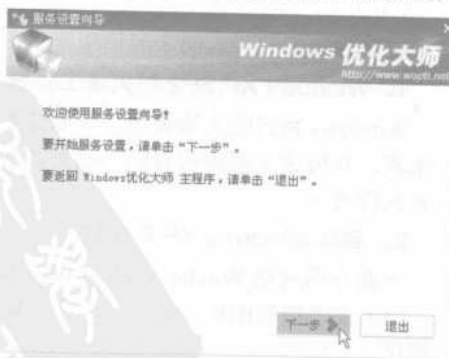 服务设置向导
Windows 优化大师
http://www.wopti.net
欢迎使用服务设置向导!
要开始服务设置，请单击“下一步”。
要返回 Windows优化大师 主程序，请单击“退出”。
下一步
退出